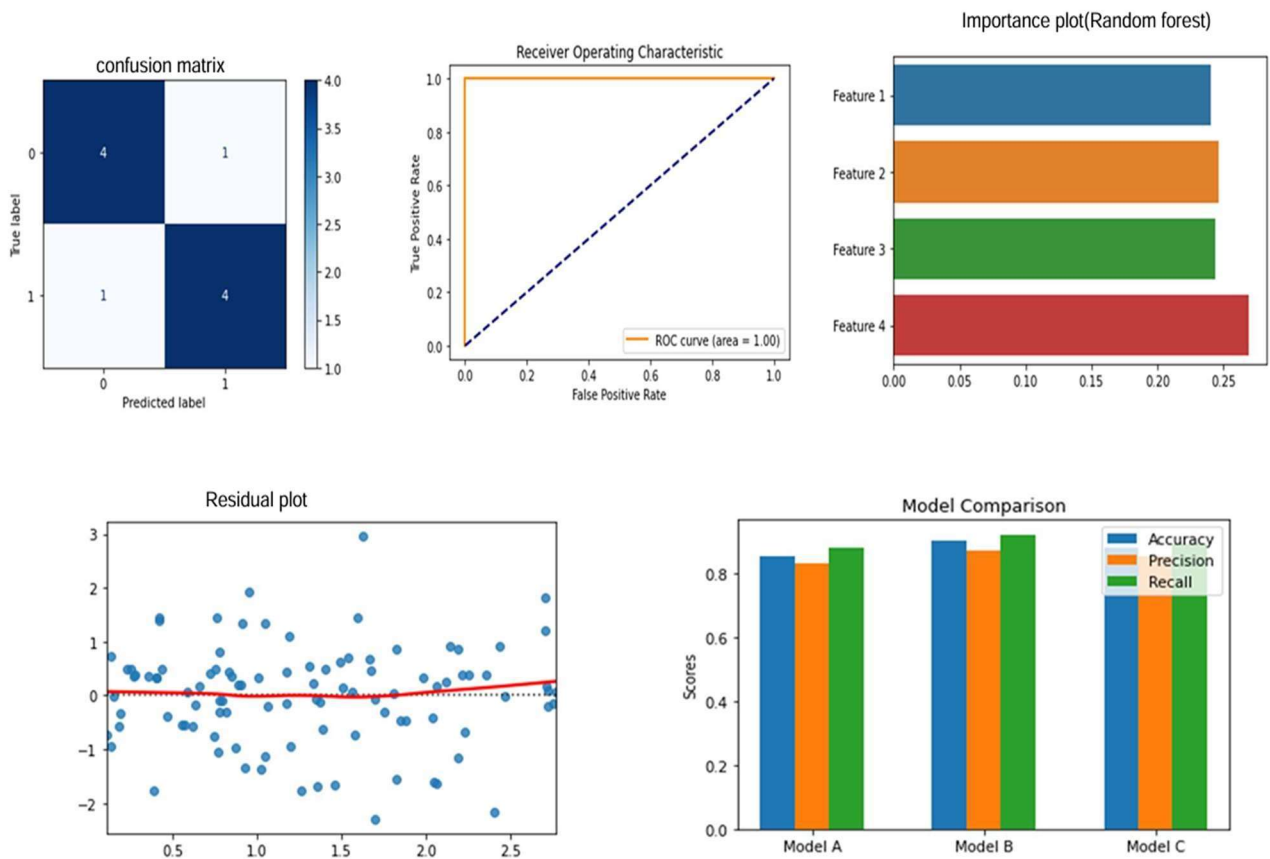 confusion matrix
4.0
3.5
3.0
2.5
2.0
1.5
1.0
True label
0
1
4
1
1
4
0
1
Predicted label
Receiver Operating Characteristic
True Positive Rate
1.0
0.8
0.6
0.4
0.2
0.0
ROC curve (area = 1.00)
0.0
0.2
0.4
0.6
0.8
1.0
False Positive Rate
Importance plot(Random forest)
Feature 1
Feature 2
Feature 3
Feature 4
0.00
0.05
0.10
0.15
0.20
0.25
Residual plot
3
2
1
0
−1
−2
0.5
1.0
1.5
2.0
2.5
Model Comparison
Scores
0.8
0.6
0.4
0.2
0.0
Accuracy
Precision
Recall
Model A
Model B
Model C